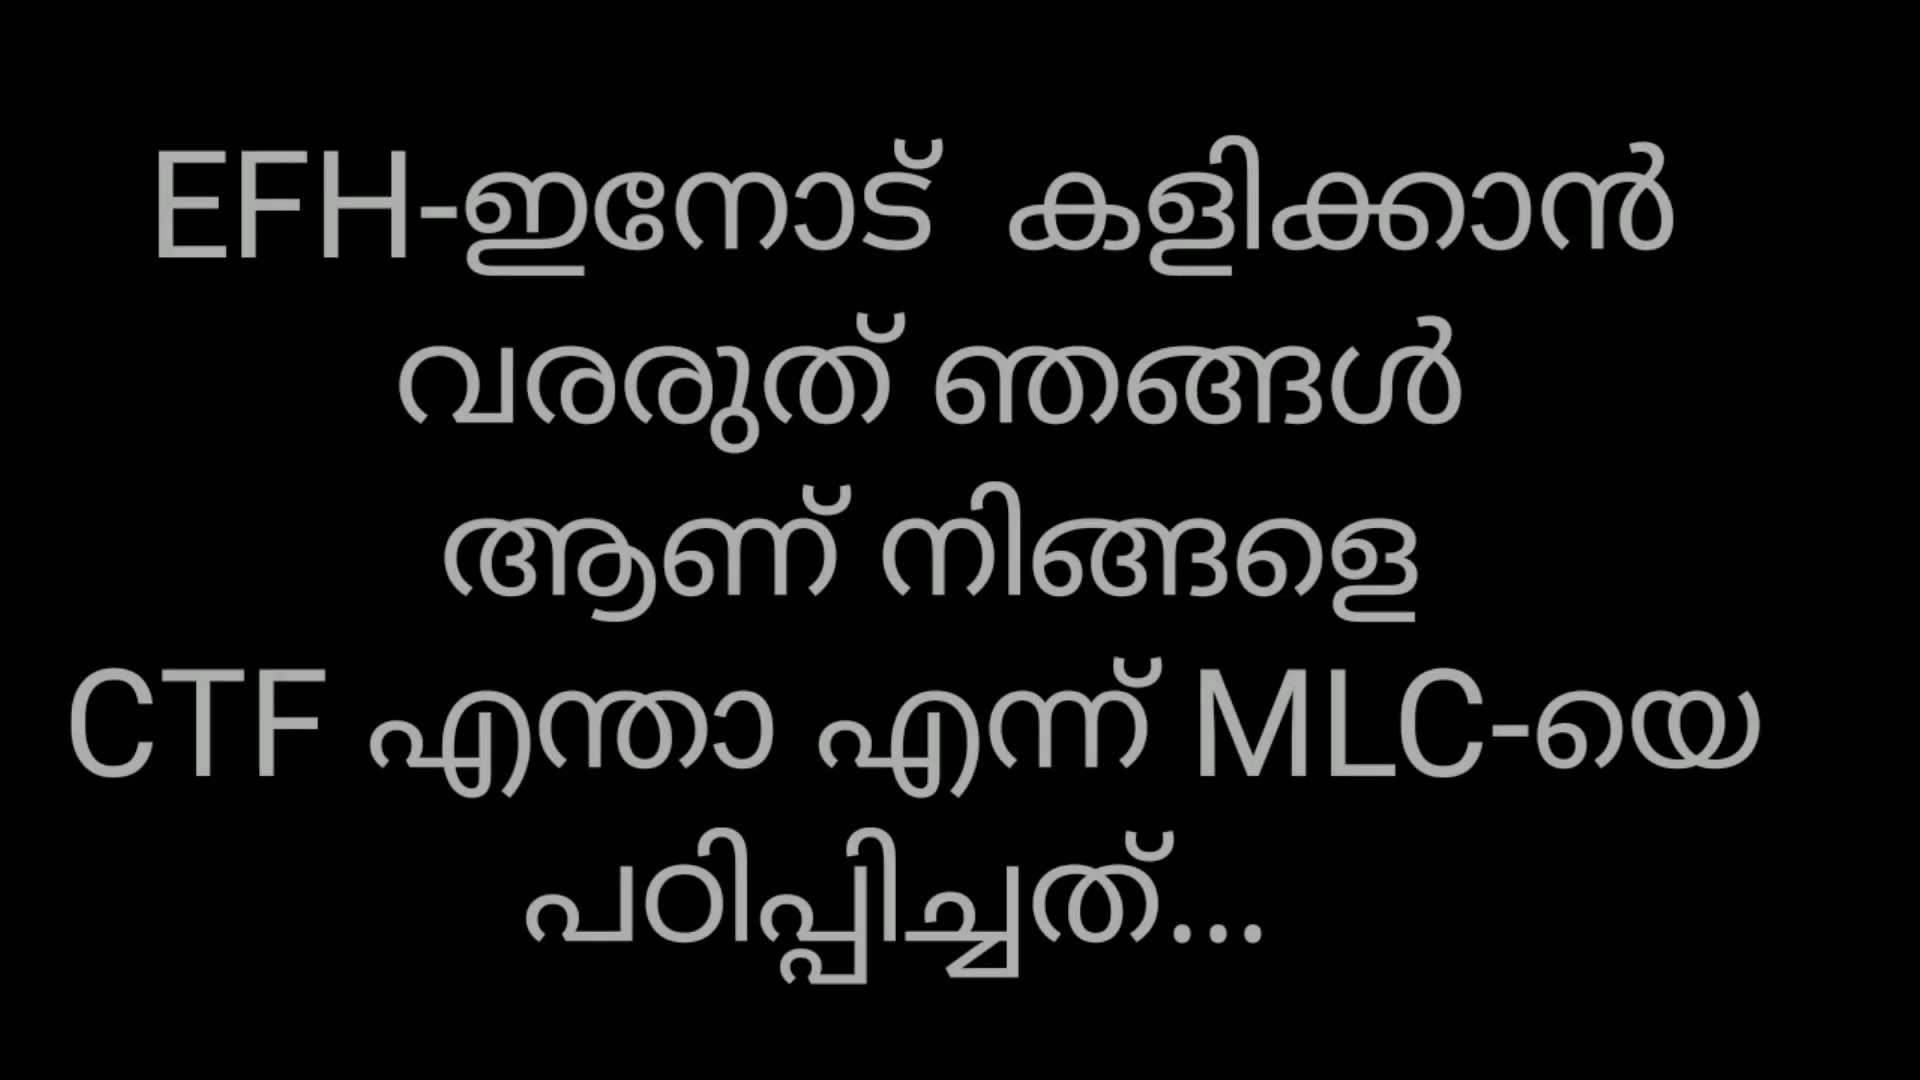 EFH-ഇനോട്  കളിക്കാൻ
വരരുത് ഞങ്ങൾ
ആണ് നിങ്ങളെ
CTF എന്താ എന്ന് MLC-യെ
പഠിപ്പിച്ചത്...